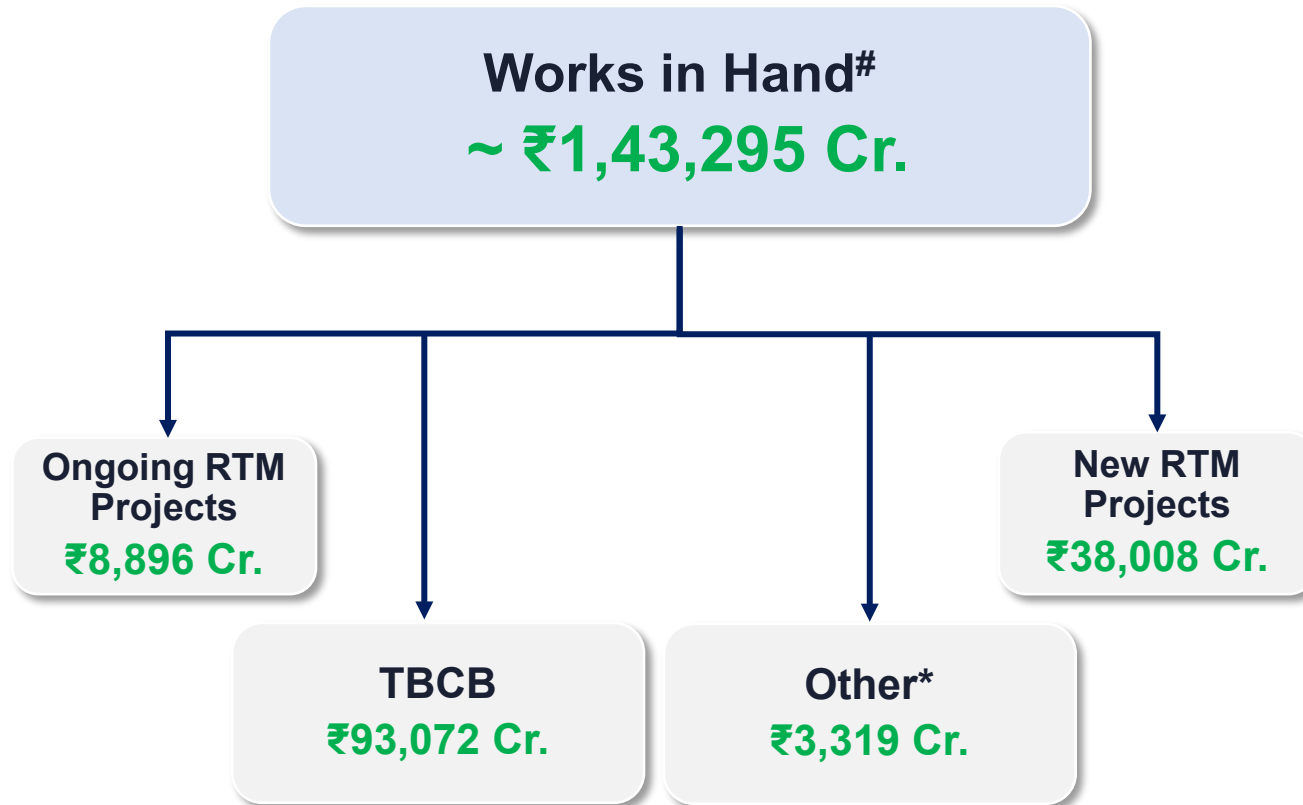 Works in Hand#
~ ₹1,43,295 Cr.
Ongoing RTM
Projects
₹8,896 Cr.
TBCB
₹93,072 Cr.
Other*
₹3,319 Cr.
New RTM
Projects
₹38,008 Cr.